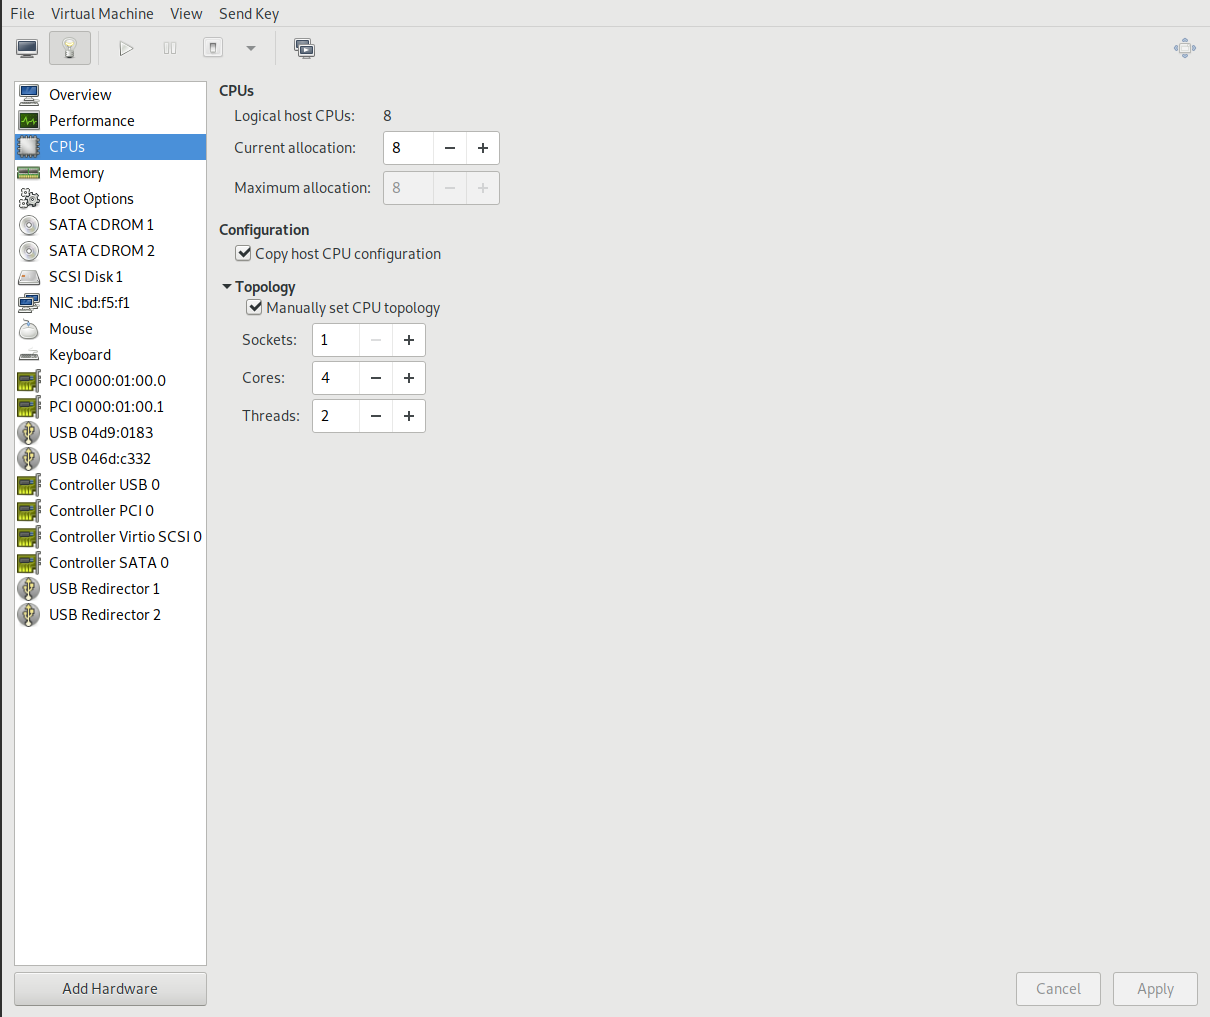 File Virtual Machine View Send Key
Overview
Performance
CPUs
Memory
Boot Options
SATA CDROM 1
SATA CDROM 2
SCSI Disk 1
NIC :bd:f5:f1
Mouse
Keyboard
PCI 0000:01:00.0
PCI 0000:01:00.1
USB 04d9:0183
USB 046d:c332
Controller USB 0
Controller PCI 0
Controller Virtio SCSI 0
Controller SATA 0
USB Redirector 1
USB Redirector 2
Add Hardware
CPUs
Logical host CPUs: 8
Current allocation: 8 − +
Maximum allocation: 8 − +
Configuration
Copy host CPU configuration
Topology
Manually set CPU topology
Sockets: 1 − +
Cores: 4 − +
Threads: 2 − +
Cancel Apply